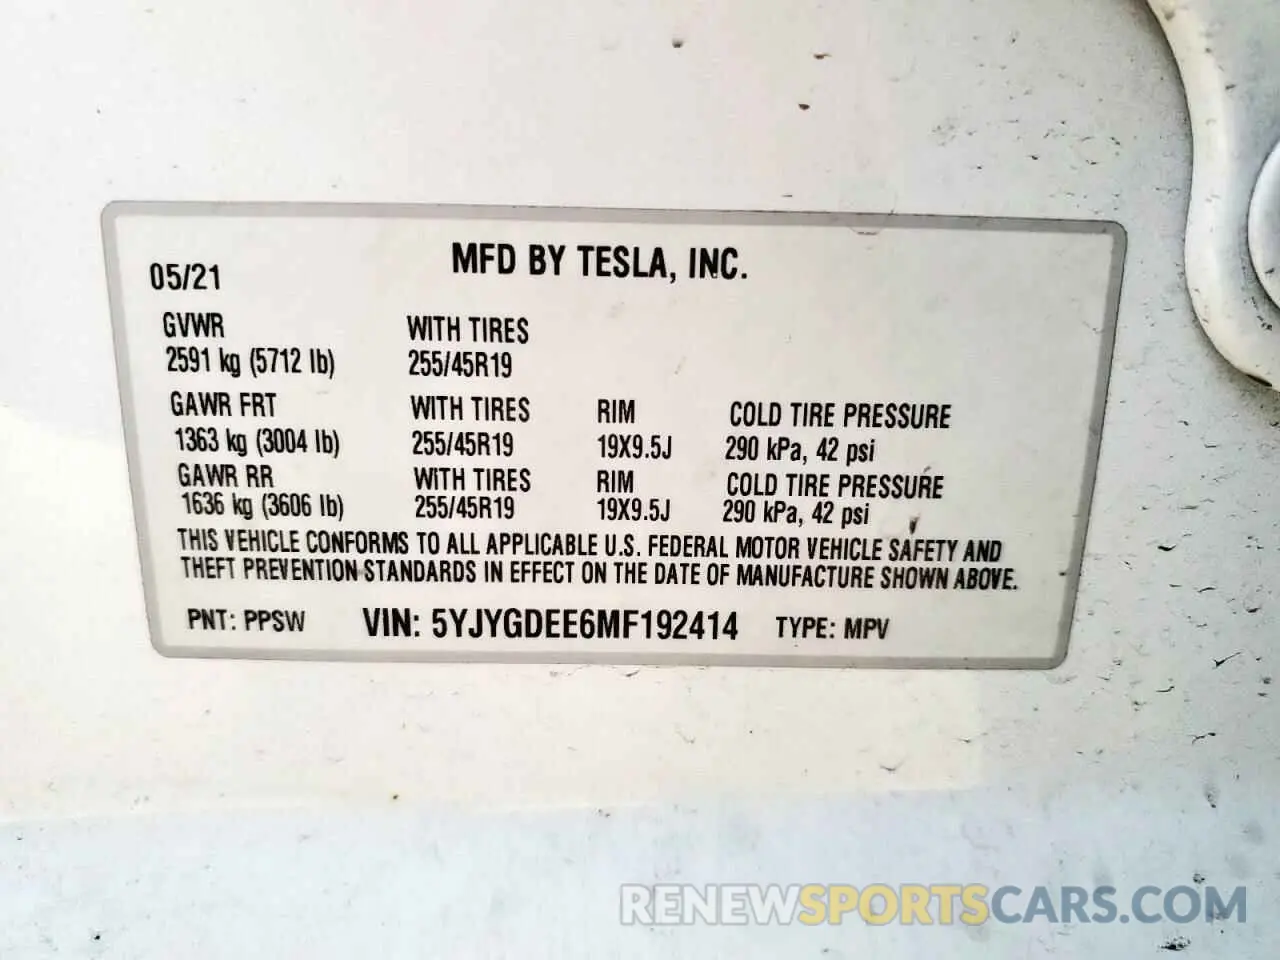 MFD BY TESLA, INC.
05/21
GVWR WITH TIRES
2591 kg (5712 lb) 255/45R19
GAWR FRT WITH TIRES RIM COLD TIRE PRESSURE
1363 kg (3004 lb) 255/45R19 19X9.5J 290 kPa, 42 psi
GAWR RR WITH TIRES RIM COLD TIRE PRESSURE
1636 kg (3606 lb) 255/45R19 19X9.5J 290 kPa, 42 psi
THIS VEHICLE CONFORMS TO ALL APPLICABLE U.S. FEDERAL MOTOR VEHICLE SAFETY AND
THEFT PREVENTION STANDARDS IN EFFECT ON THE DATE OF MANUFACTURE SHOWN ABOVE.
PNT: PPSW VIN: 5YJYGDEE6MF192414 TYPE: MPV
RENEWSPORTSCARS.COM